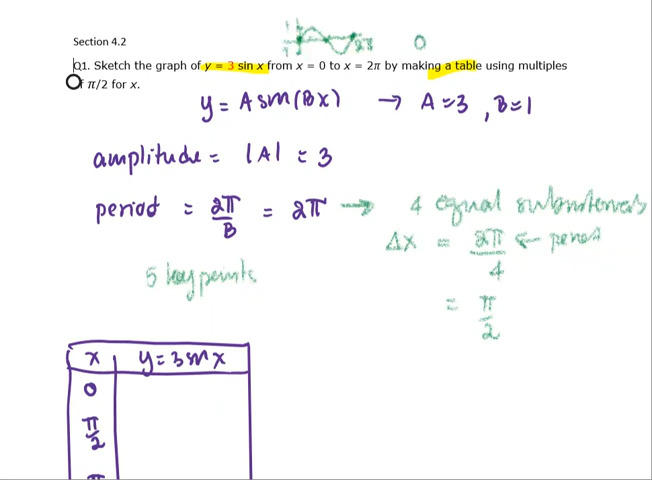 Section 4.2
Q1. Sketch the graph of y = 3 sin x from x = 0 to x = 2π by making a table using multiples
of π/2 for x.
y = A sin(Bx) → A = 3, B = 1
amplitude = |A| = 3
period = 2π/B = 2π → 4 equal subintervals
Δx = 2π/4 ← period
5 key points
= π/2
x y = 3 sin x
0
π/2
π